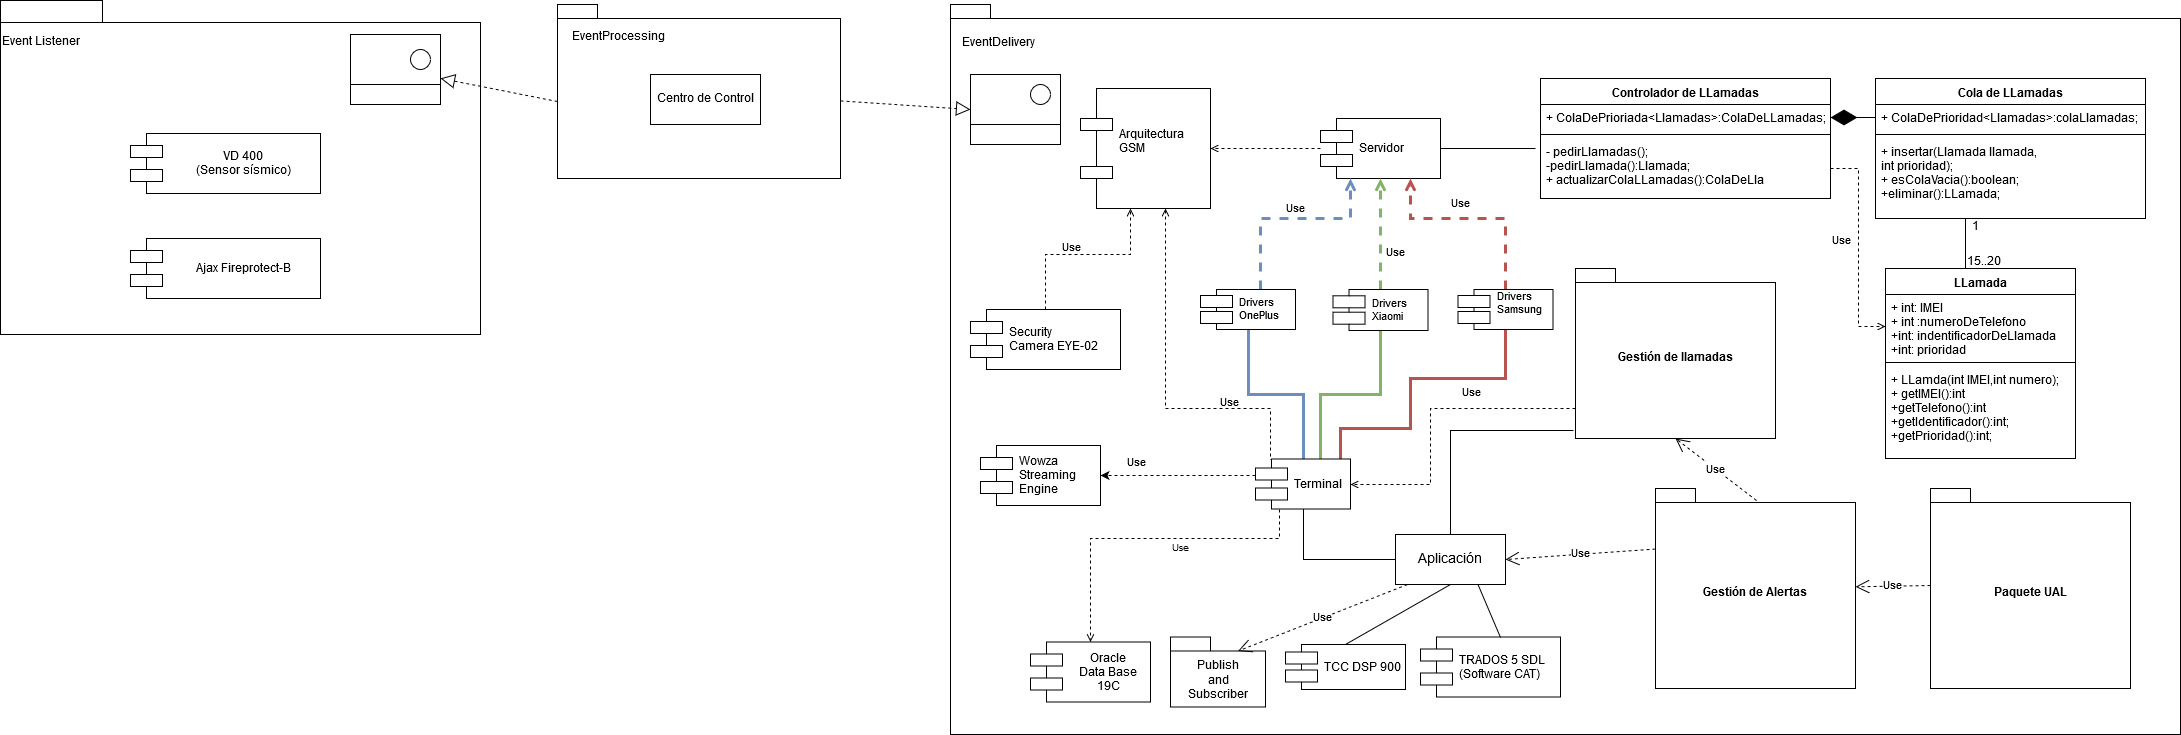 Event Listener
VD 400
(Sensor sísmico)
Ajax Fireprotect-B
EventProcessing
Centro de Control
EventDelivery
Arquitectura
GSM
Servidor
Controlador de LLamadas
+ ColaDePrioriada<Llamadas>:ColaDeLLamadas;
- pedirLlamadas();
-pedirLlamada():Llamada;
+ actualizarColaLLamadas():ColaDeLla
Cola de LLamadas
+ ColaDePrioridad<Llamadas>:colaLlamadas;
+ insertar(Llamada llamada,
int prioridad);
+ esColaVacia():boolean;
+eliminar():LLamada;
1
15..20
Use
LLamada
+ int: IMEI
+ int :numeroDeTelefono
+int: indentificadorDeLlamada
+int: prioridad
+ LLamda(int IMEI,int numero);
+ getIMEI():int
+getTelefono():int
+getIdentificador():int;
+getPrioridad():int;
Use
Use
Use
Use
Drivers
OnePlus
Drivers
Xiaomi
Drivers
Samsung
Security
Camera EYE-02
Gestión de llamadas
Use
Use
Wowza
Streaming
Engine
Use
Terminal
Use
Use
Aplicación
Use
Gestión de Alertas
Use
Paquete UAL
Use
Oracle
Data Base
19C
Publish
and
Subscriber
TCC DSP 900
TRADOS 5 SDL
(Software CAT)